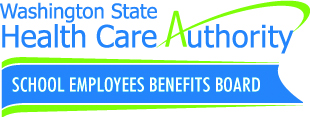 Washington State
Health Care Authority
SCHOOL EMPLOYEES BENEFITS BOARD